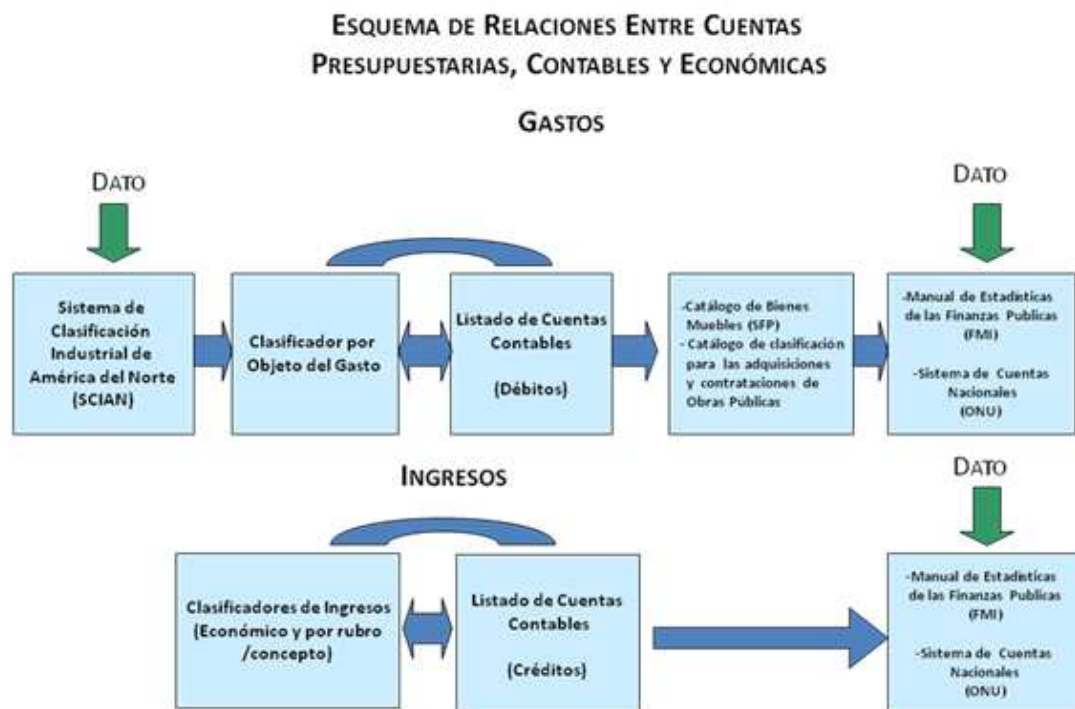 ESQUEMA DE RELACIONES ENTRE CUENTAS
PRESUPUESTARIAS, CONTABLES Y ECONÓMICAS
GASTOS
DATO
DATO
Sistema de
Clasificación
Industrial de
América del Norte
(SCIAN)
Clasificador por
Objeto del Gasto
Listado de Cuentas
Contables
(Débitos)
-Catálogo de Bienes
Muebles (SFP)
- Catálogo de clasificación
para las adquisiciones
y contrataciones de
Obras Públicas
-Manual de Estadísticas
de las Finanzas Publicas
(FMI)
-Sistema de Cuentas
Nacionales
(ONU)
INGRESOS
DATO
Clasificadores de Ingresos
(Económico y por rubro
/concepto)
Listado de Cuentas
Contables
(Créditos)
-Manual de Estadísticas
de las Finanzas Publicas
(FMI)
-Sistema de Cuentas
Nacionales
(ONU)